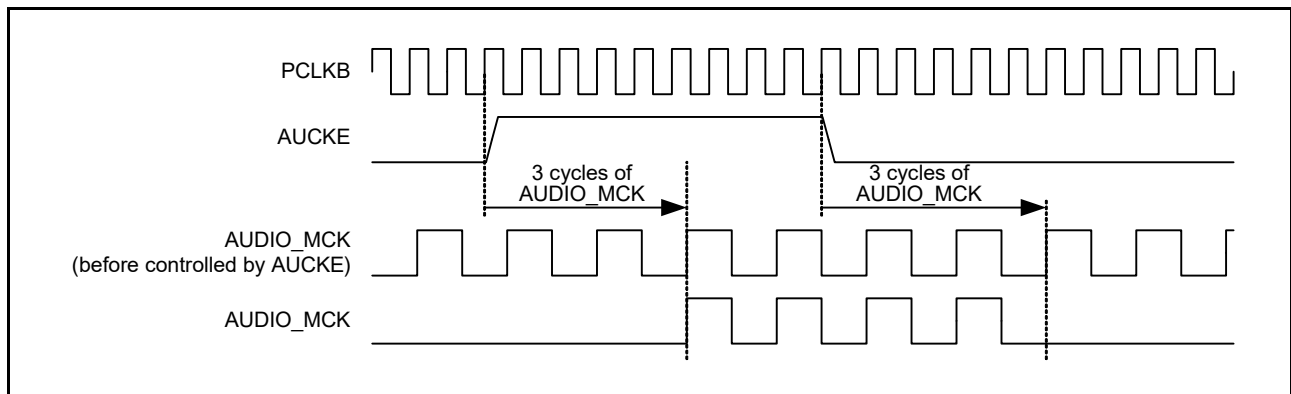 PCLKB
AUCKE
3 cycles of
AUDIO_MCK
3 cycles of
AUDIO_MCK
AUDIO_MCK
(before controlled by AUCKE)
AUDIO_MCK